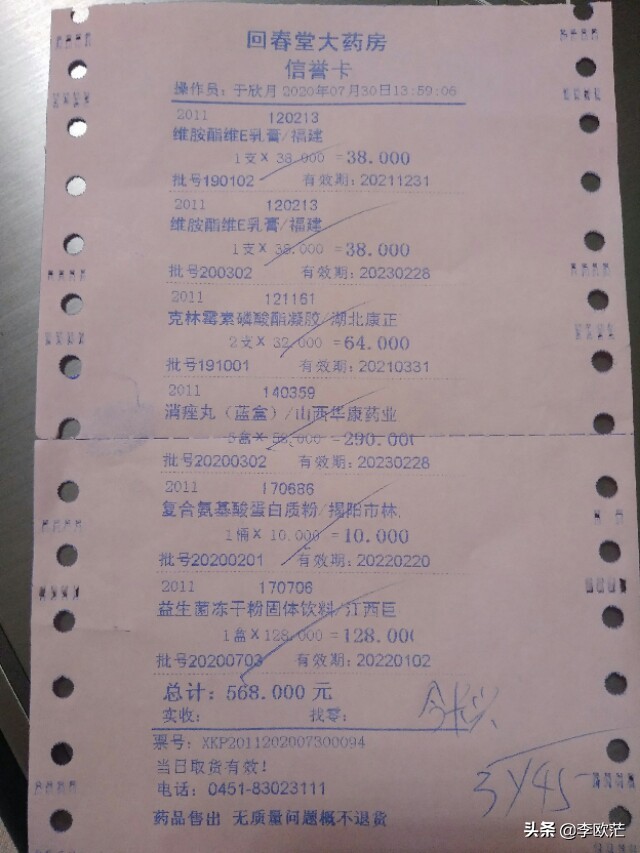 回春堂大药房
信誉卡
操作员：于欣月 2020年07月30日13:59:06
2011 120213
维胺酯维E乳膏/福建
1支× 38.000 =38.000
批号190102 有效期：20211231
2011 120213
维胺酯维E乳膏/福建
1支× 38.000 =38.000
批号200302 有效期：20230228
2011 121161
克林霉素磷酸酯凝胶/湖北康正
2支× 32.000 =64.000
批号191001 有效期：20210331
2011 140359
消痤丸（蓝盒）/山西华康药业
5盒× 58.000 =290.00
批号20200302 有效期：20230228
2011 170686
复合氨基酸蛋白质粉/揭阳市林
1桶× 10.000 =10.000
批号20200201 有效期：20220220
2011 170706
益生菌冻干粉固体饮料/江西巨
1盒×128.000 =128.00
批号20200703 有效期：20220102
总计：568.000 元
实收： 找零：
票号：XKP2011202007300094
当日取货有效！
电话：0451-83023111
药品售出 无质量问题概不退货
头条 @李欧茫